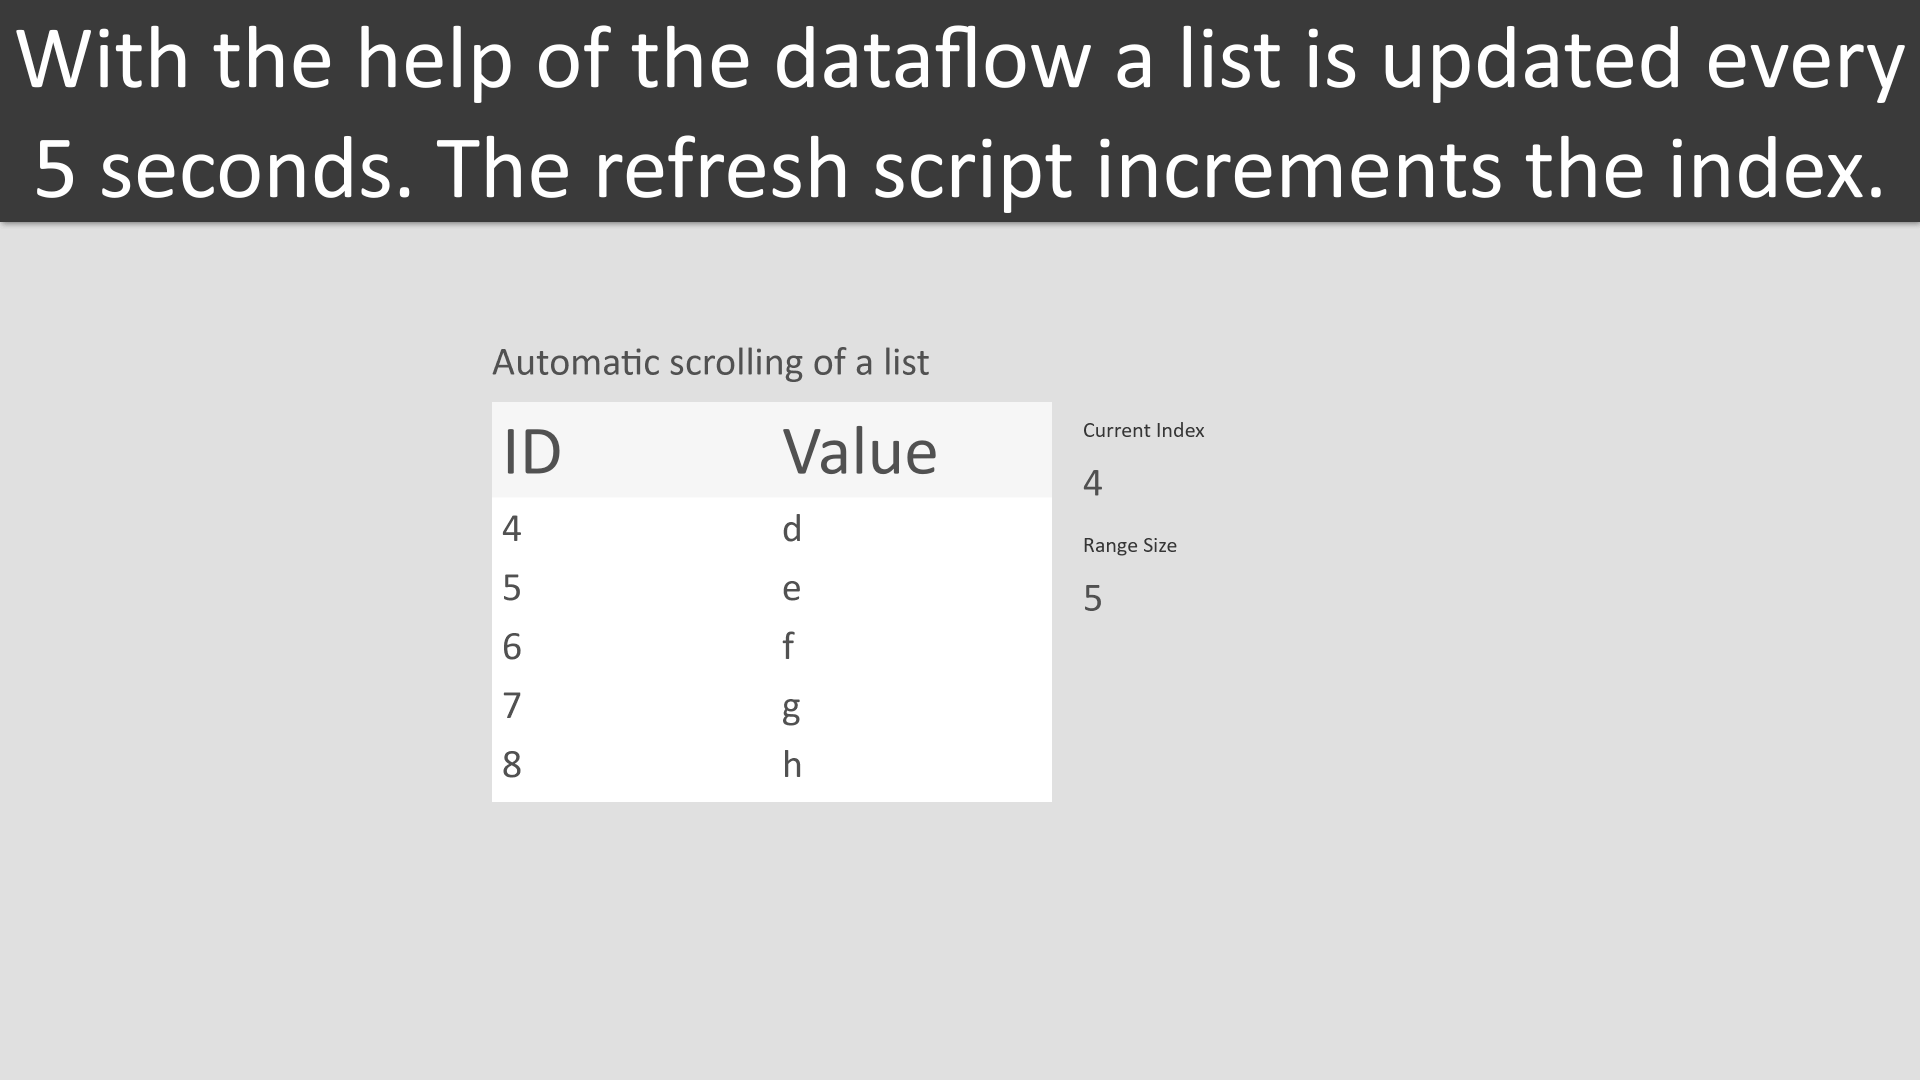 With the help of the dataflow a list is updated every
5 seconds. The refresh script increments the index.
Automatic scrolling of a list
ID Value
4 d
5 e
6 f
7 g
8 h
Current Index
4
Range Size
5